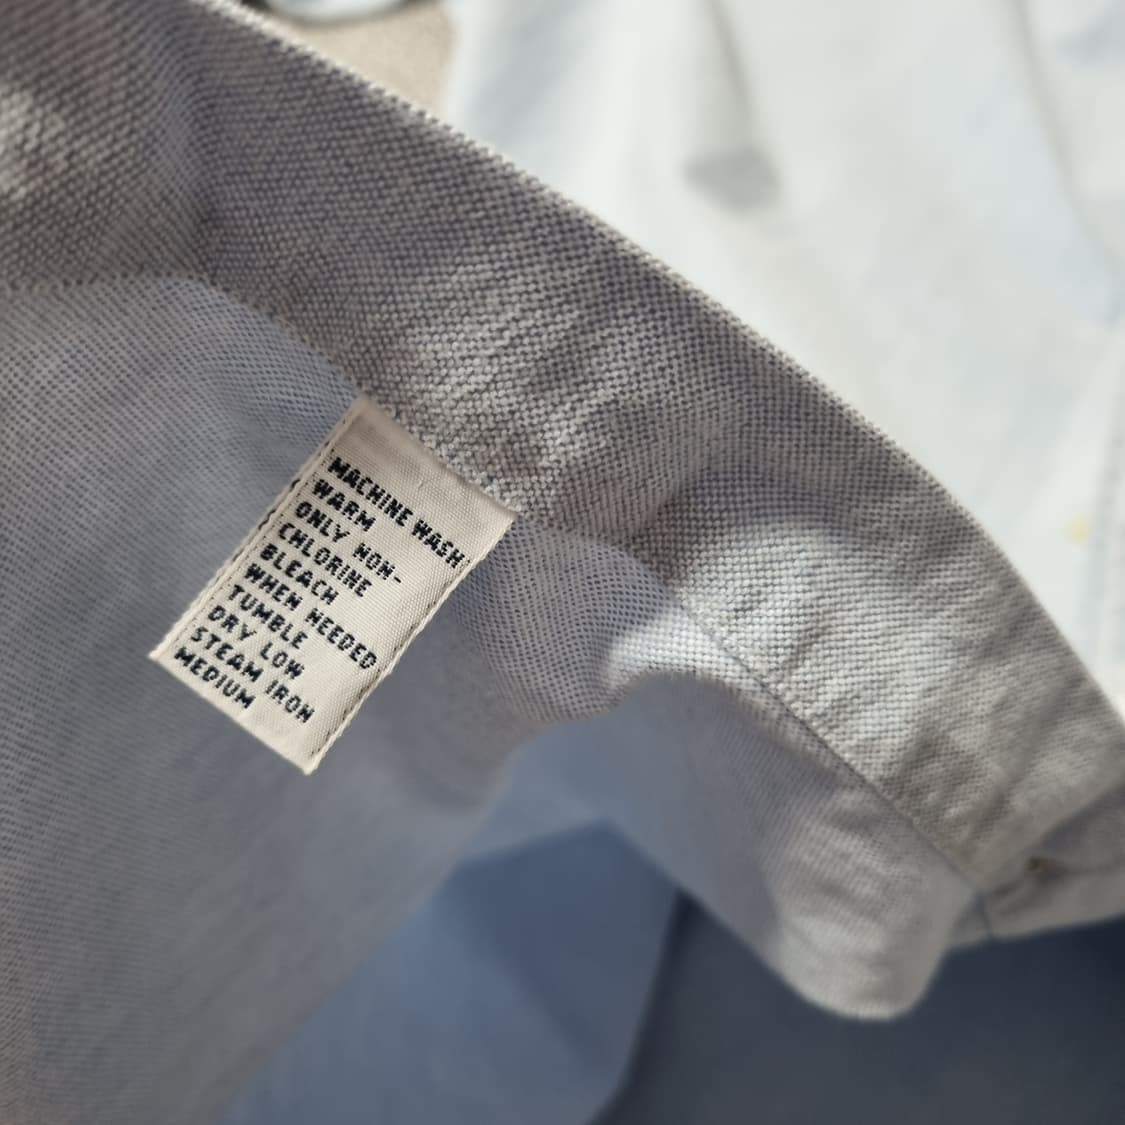 MACHINE WASH
WARM
ONLY NON-
CHLORINE
BLEACH
WHEN NEEDED
TUMBLE
DRY LOW
STEAM IRON
MEDIUM